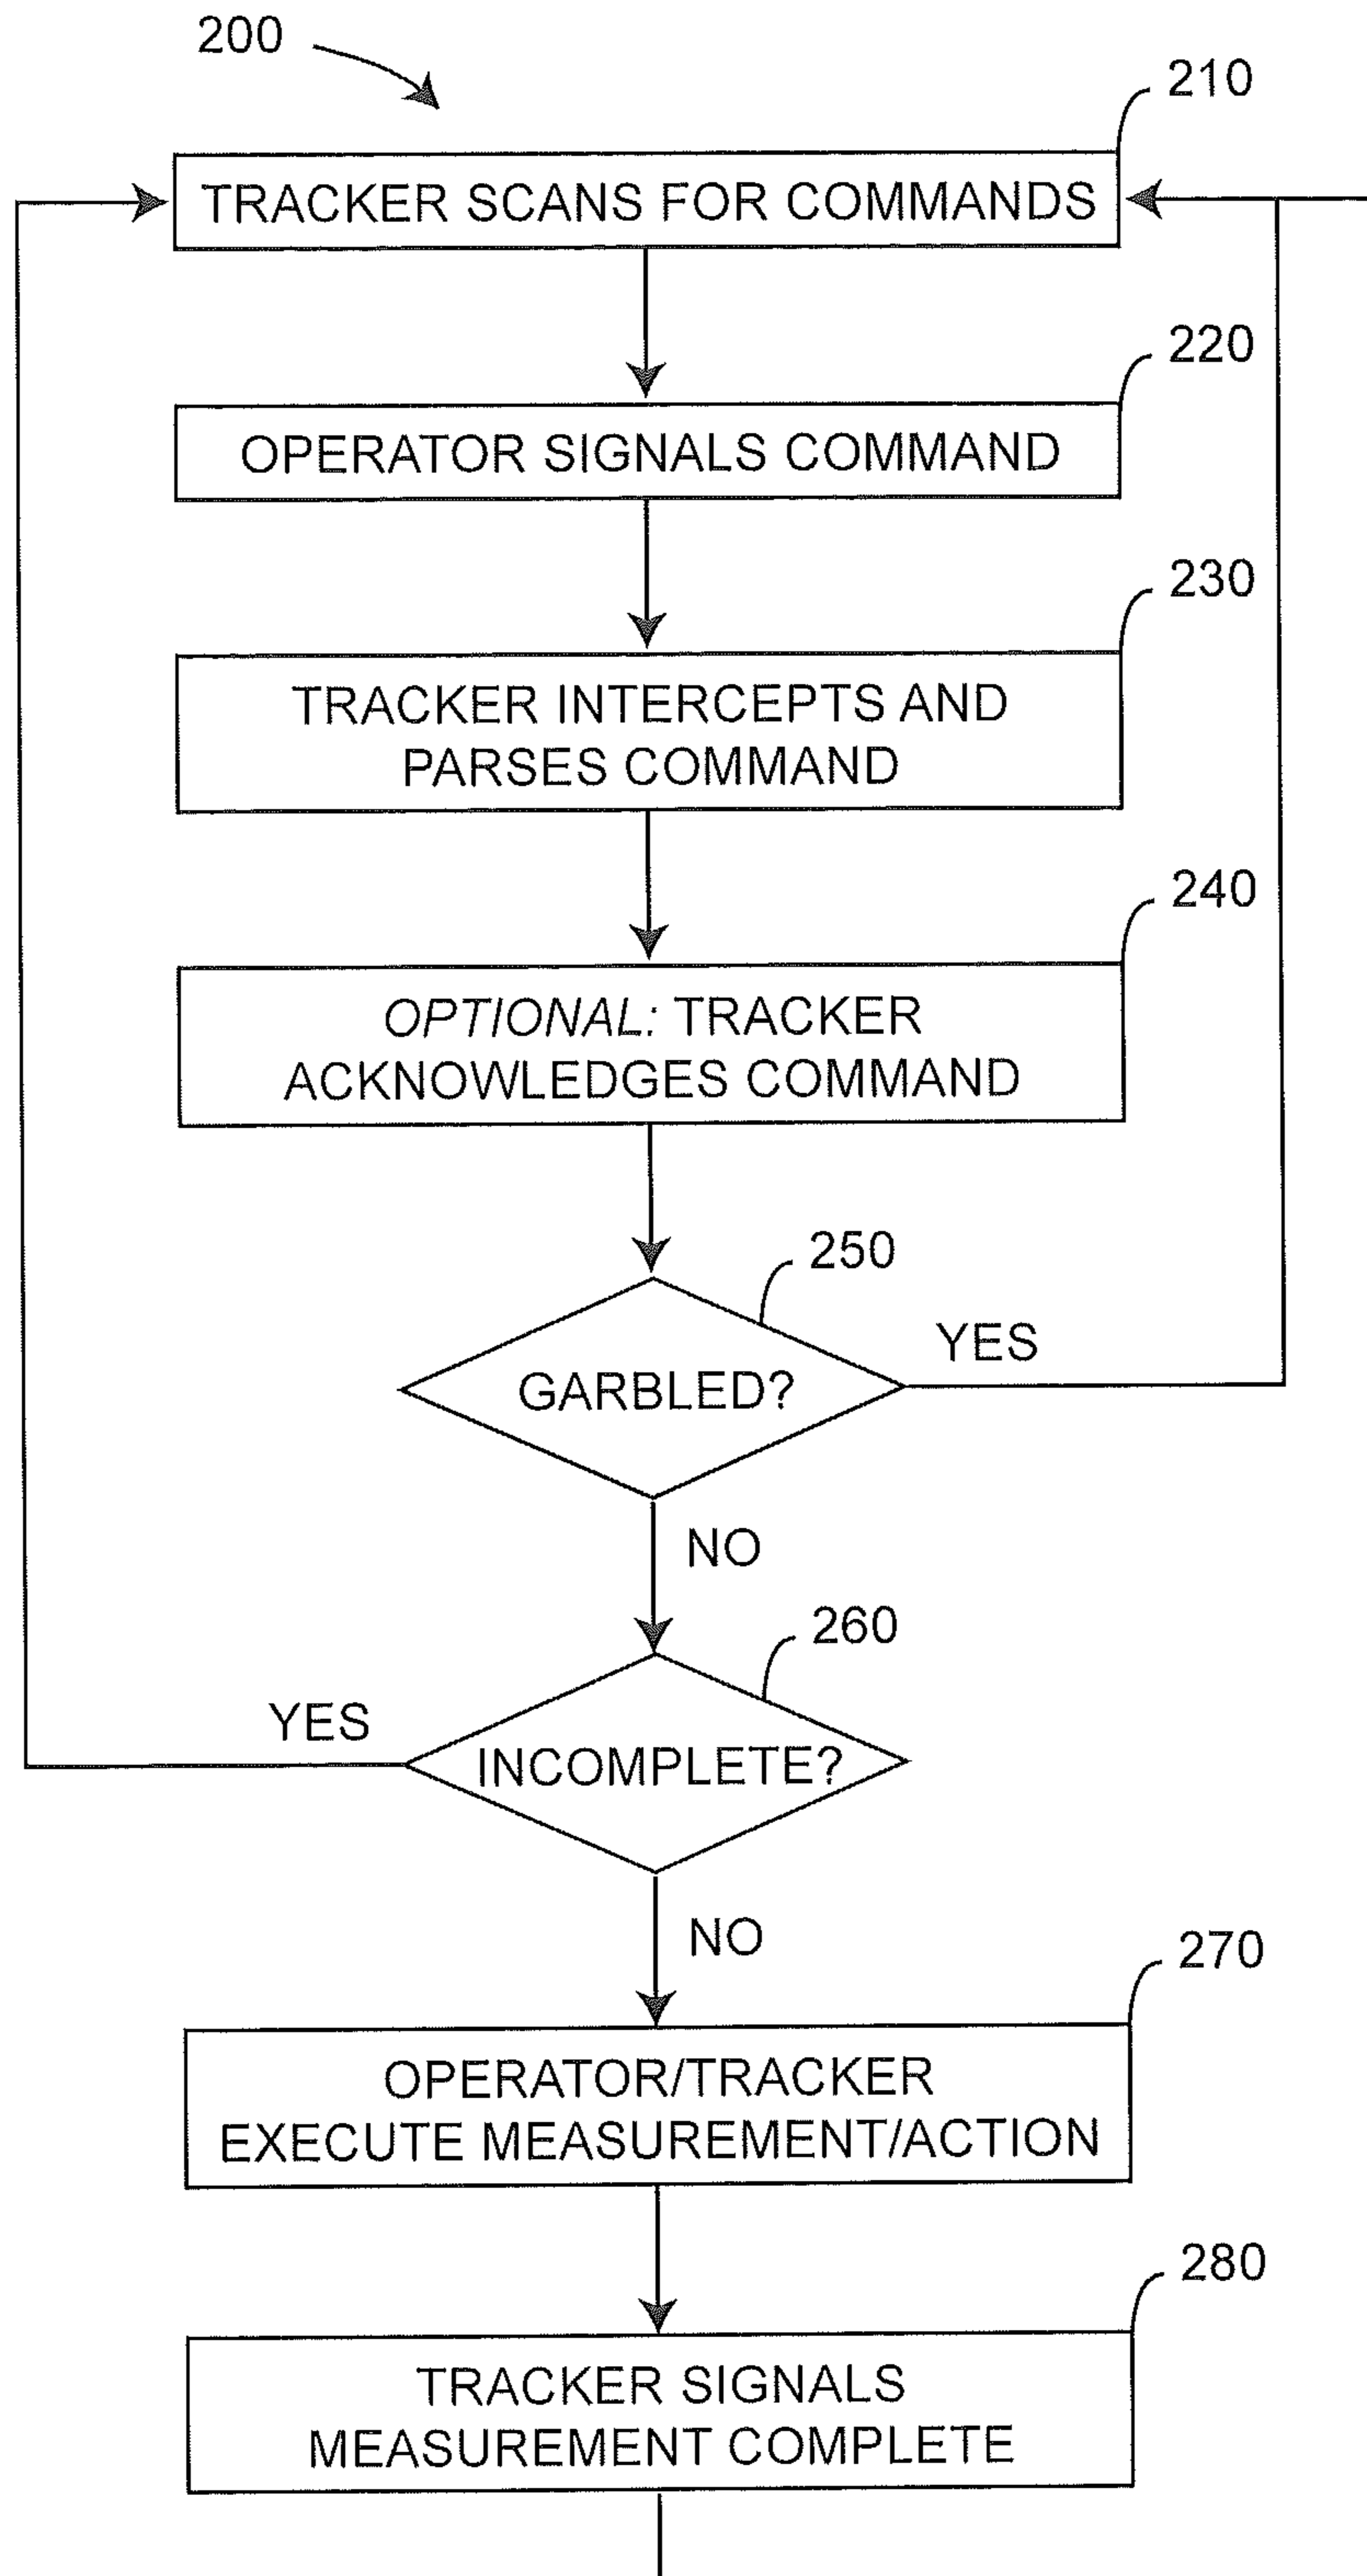 200
210
TRACKER SCANS FOR COMMANDS
220
OPERATOR SIGNALS COMMAND
230
TRACKER INTERCEPTS AND
PARSES COMMAND
240
OPTIONAL: TRACKER
ACKNOWLEDGES COMMAND
250
GARBLED?
YES
NO
260
YES
INCOMPLETE?
NO
270
OPERATOR/TRACKER
EXECUTE MEASUREMENT/ACTION
280
TRACKER SIGNALS
MEASUREMENT COMPLETE